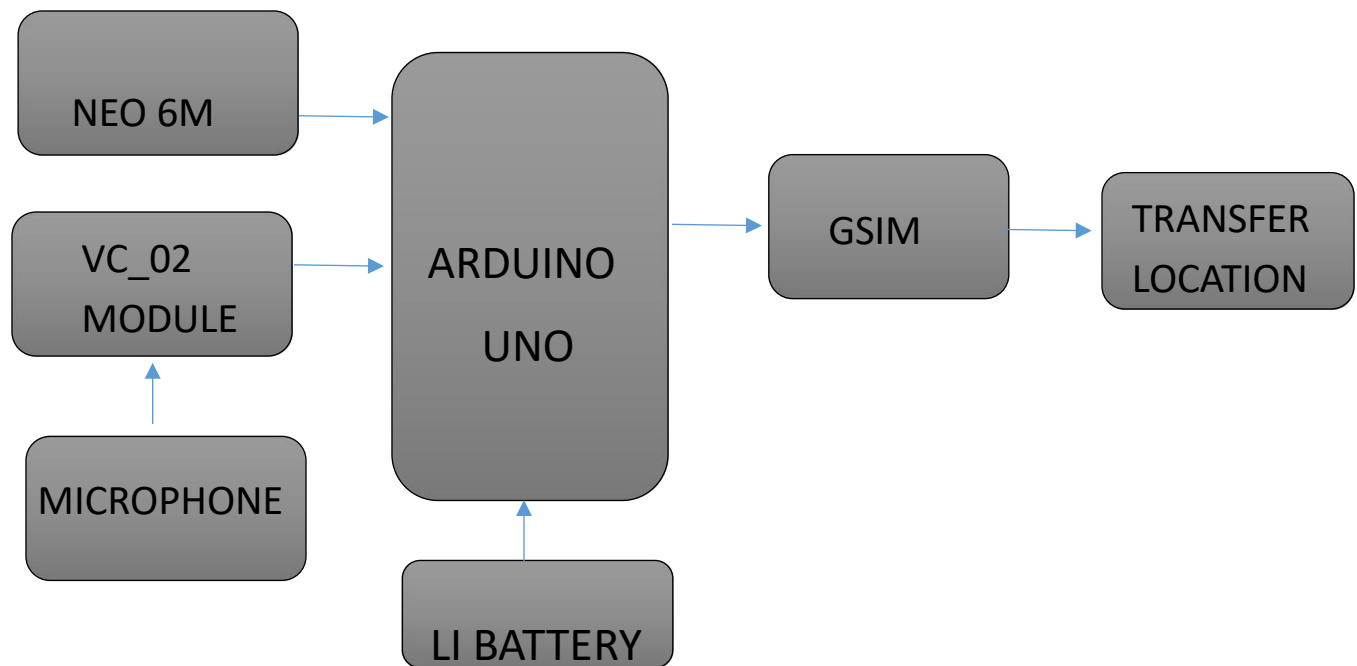 NEO 6M
VC_02
MODULE
MICROPHONE
ARDUINO
UNO
LI BATTERY
GSIM
TRANSFER
LOCATION